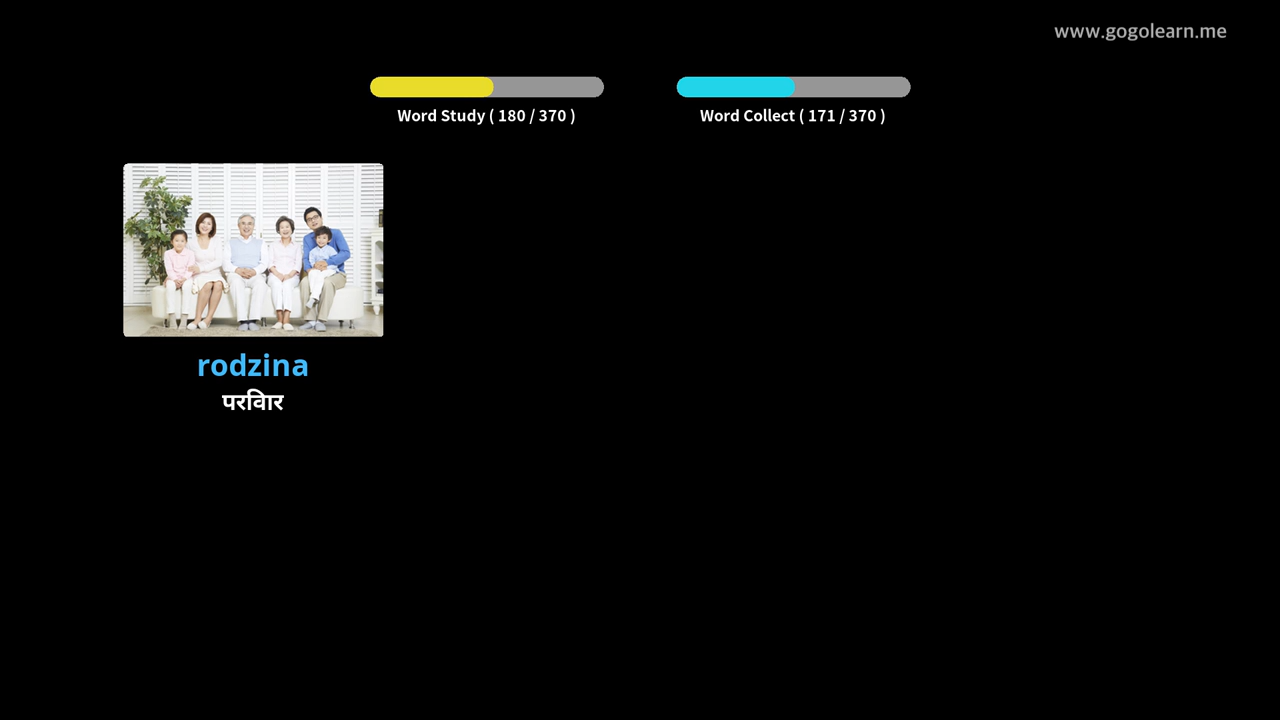 www.gogolearn.me
Word Study ( 180 / 370 )
Word Collect ( 171 / 370 )
rodzina
परिवार